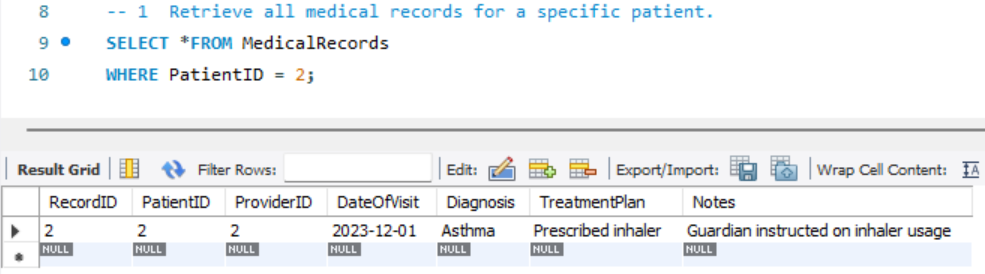 8 -- 1 Retrieve all medical records for a specific patient.
9 SELECT *FROM MedicalRecords
10 WHERE PatientID = 2;
Result Grid Filter Rows: Edit: Export/Import: Wrap Cell Content: IA
RecordID PatientID ProviderID DateOfVisit Diagnosis TreatmentPlan Notes
2 2 2 2023-12-01 Asthma Prescribed inhaler Guardian instructed on inhaler usage
NULL NULL NULL NULL NULL NULL NULL